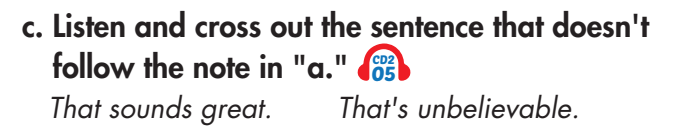 c. Listen and cross out the sentence that doesn't
follow the note in "a." CD2 05
That sounds great. That's unbelievable.